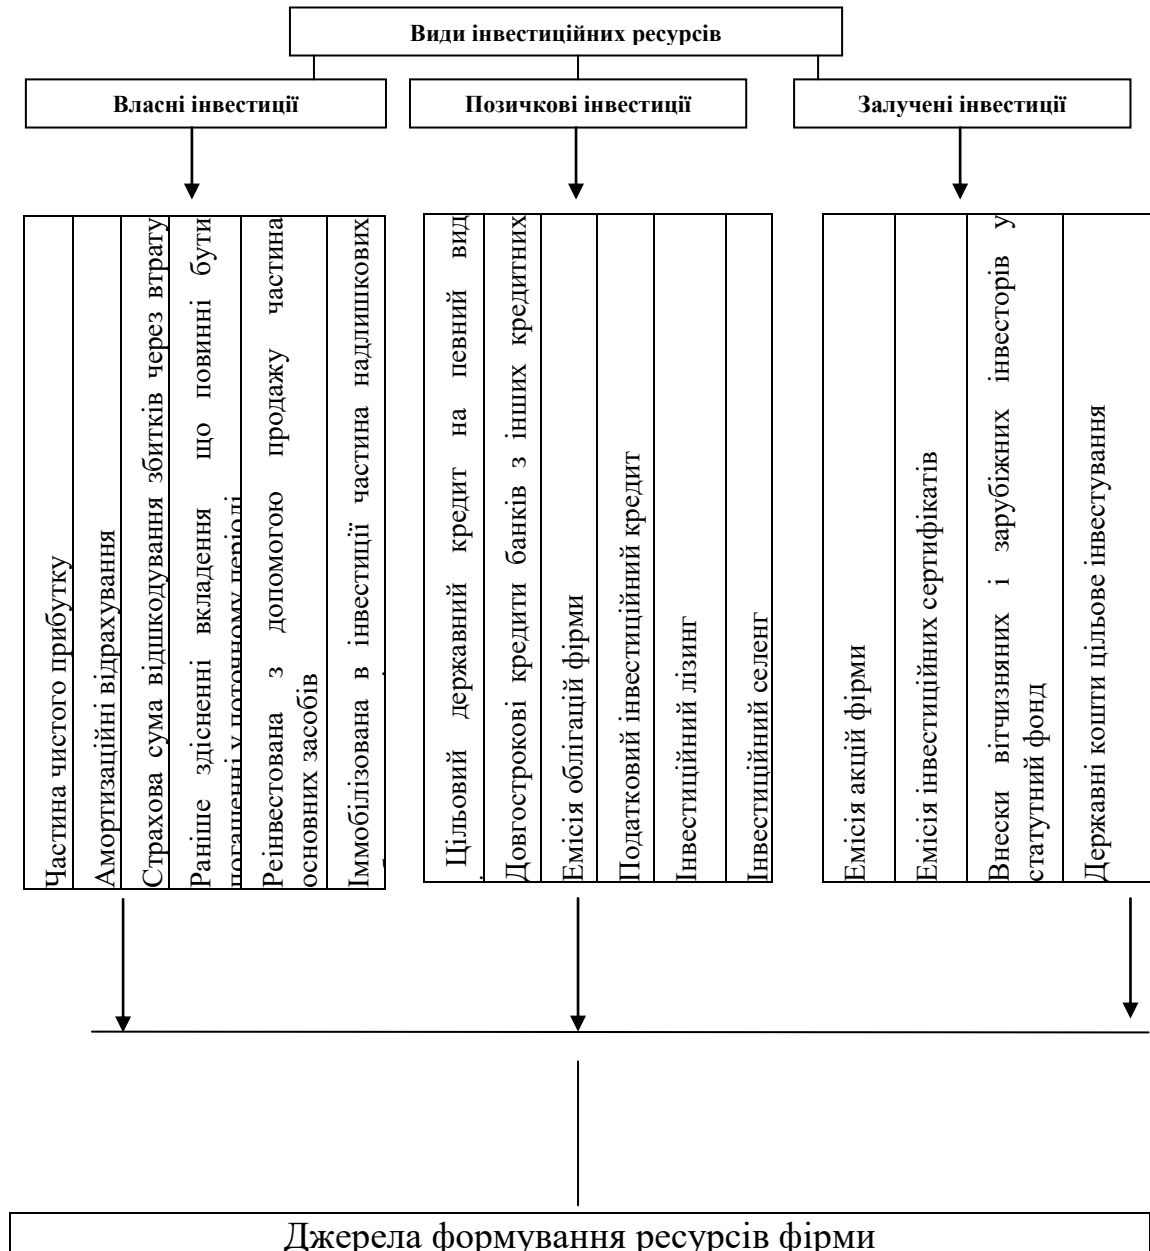 Види інвестиційних ресурсів
Власні інвестиції
Позичкові інвестиції
Залучені інвестиції
Частина чистого прибутку
Амортизаційні відрахування
Страхова сума відшкодування збитків через втрату
Раніше здісненні вкладення що повинні бути
погашенні у поточному періоді
Реінвестована з допомогою продажу частина
основних засобів
Іммобілізована в інвестиції частина надлишкових
Цільовий державний кредит на певний вид
Довгострокові кредити банків з інших кредитних
Емісія облігацій фірми
Податковий інвестиційний кредит
Інвестиційний лізинг
Інвестиційний селенг
Емісія акцій фірми
Емісія інвестиційних сертифікатів
Внески вітчизняних і зарубіжних інвесторів у
статутний фонд
Державні кошти цільове інвестування
Джерела формування ресурсів фірми